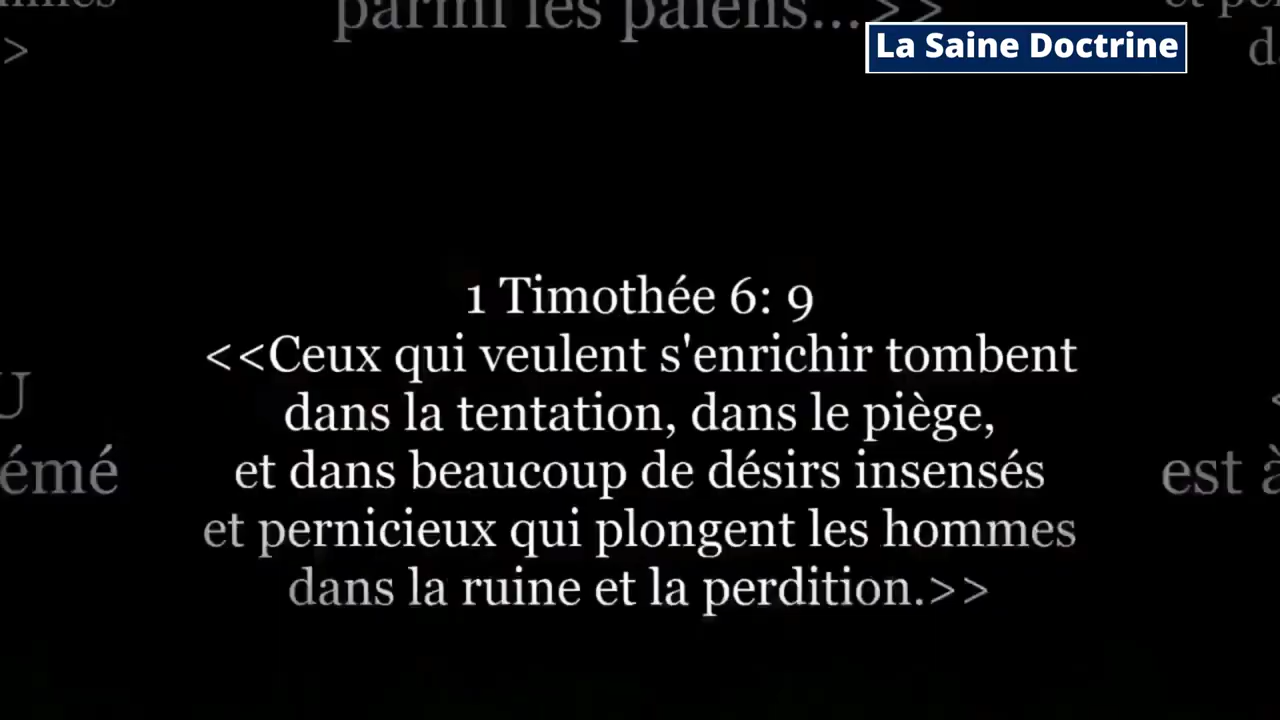 parmi les païens...>>
La Saine Doctrine
>
1 Timothée 6: 9
<<Ceux qui veulent s'enrichir tombent
dans la tentation, dans le piège,
et dans beaucoup de désirs insensés
et pernicieux qui plongent les hommes
dans la ruine et la perdition.>>
U
émé
est à